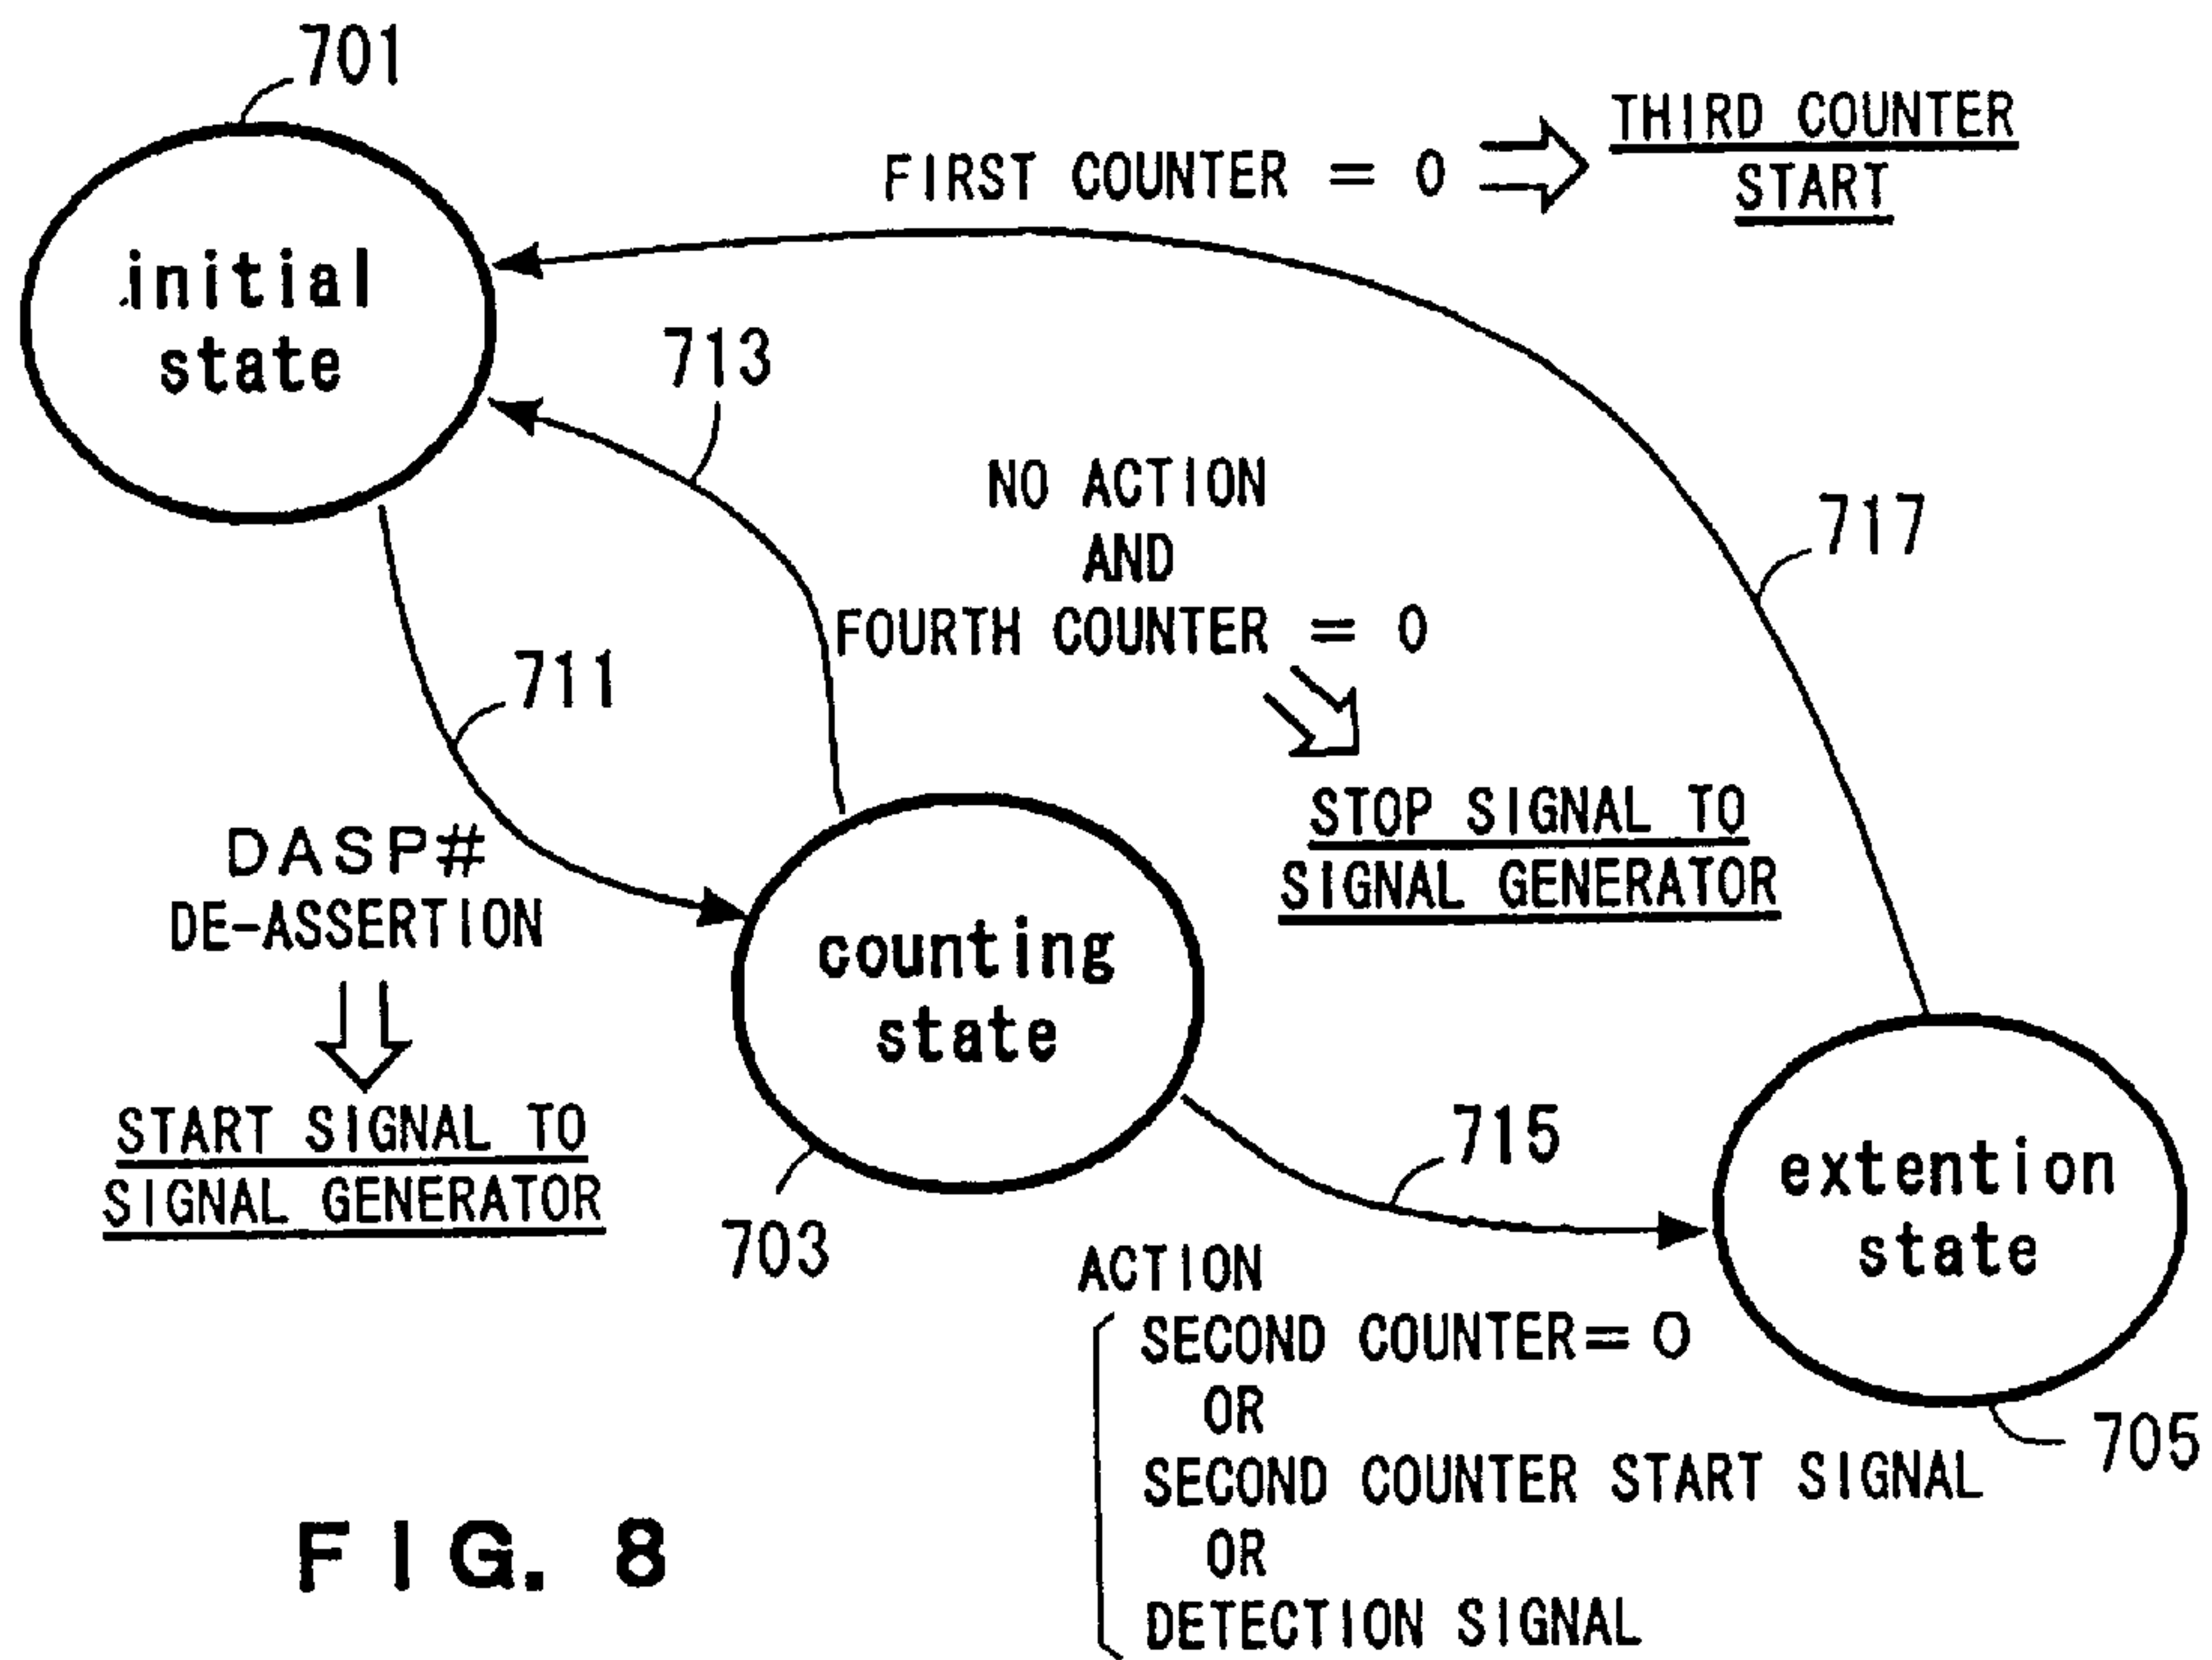 701
FIRST COUNTER = 0
THIRD COUNTER
START
initial
state
713
NO ACTION
AND
FOURTH COUNTER = 0
717
711
STOP SIGNAL TO
SIGNAL GENERATOR
DASP#
DE-ASSERTION
START SIGNAL TO
SIGNAL GENERATOR
counting
state
703
715
extention
state
705
ACTION
SECOND COUNTER = 0
OR
SECOND COUNTER START SIGNAL
OR
DETECTION SIGNAL
FIG. 8